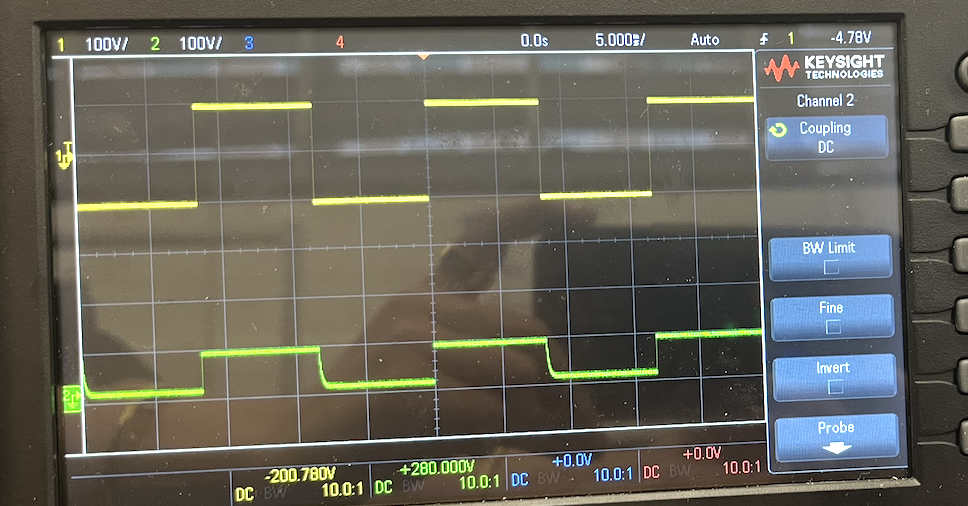 1 100V/ 2 100V/ 3 4 0.0s 5.000ms/ Auto 1 -4.78V
KEYSIGHT
TECHNOLOGIES
Channel 2
Coupling
DC
BW Limit
Fine
Invert
Probe
-200.780V +280.000V +0.0V +0.0V
DC BW 10.0:1 DC BW 10.0:1 DC BW 10.0:1 DC BW 10.0:1